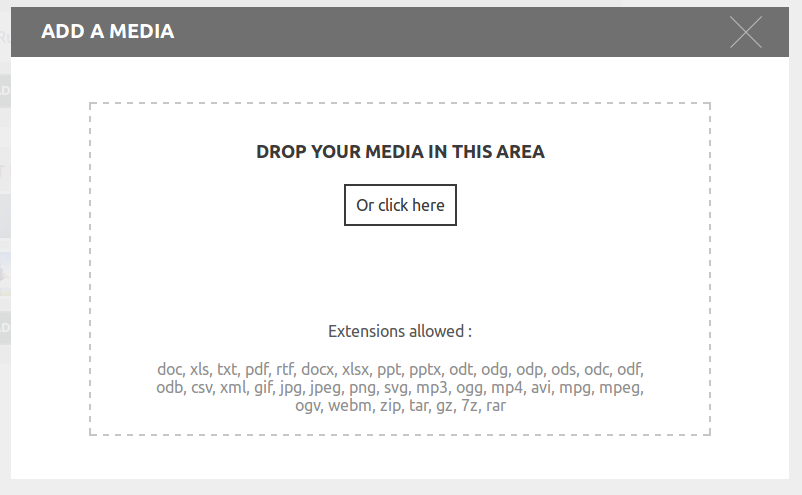 ADD A MEDIA
DROP YOUR MEDIA IN THIS AREA
Or click here
Extensions allowed :
doc, xls, txt, pdf, rtf, docx, xlsx, ppt, pptx, odt, odg, odp, ods, odc, odf,
odb, csv, xml, gif, jpg, jpeg, png, svg, mp3, ogg, mp4, avi, mpg, mpeg,
ogv, webm, zip, tar, gz, 7z, rar